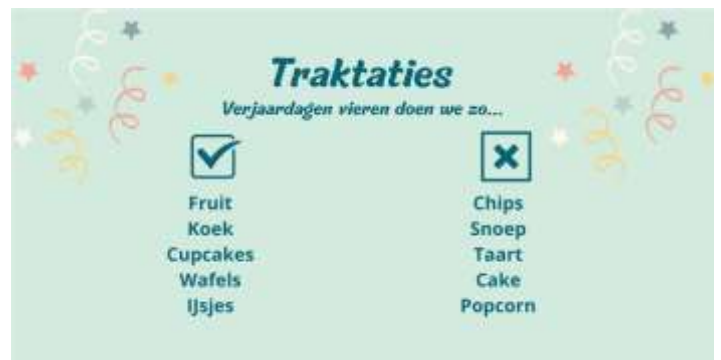 Traktaties
Verjaardagen vieren doen we zo...
Fruit
Koek
Cupcakes
Wafels
IJsjes
Chips
Snoep
Taart
Cake
Popcorn